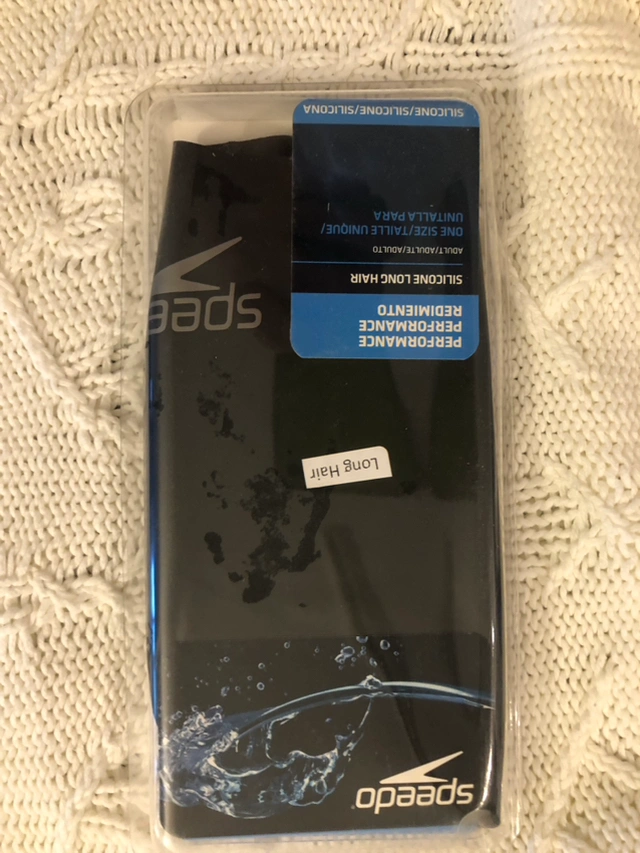 speedo
Long Hair
PERFORMANCE
PERFORMANCE
REDIMIENTO
SILICONE LONG HAIR
ADULT/ADULTE/ADULTO
ONE SIZE/TAILLE UNIQUE/
UNITALLA PARA
SILICONE/SILICONE/SILICONA
speedo